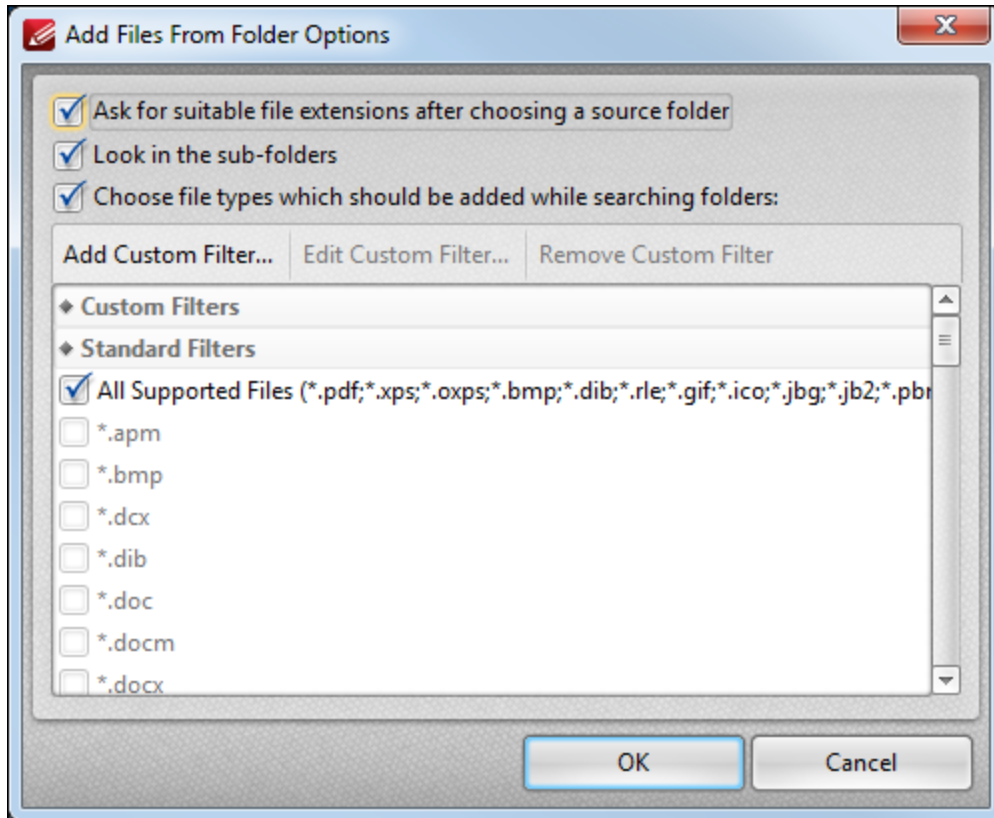 Add Files From Folder Options
Ask for suitable file extensions after choosing a source folder
Look in the sub-folders
Choose file types which should be added while searching folders:
Add Custom Filter... Edit Custom Filter... Remove Custom Filter
Custom Filters
Standard Filters
All Supported Files (*.pdf;*.xps;*.oxps;*.bmp;*.dib;*.rle;*.gif;*.ico;*.jbg;*.jb2;
*.apm
*.bmp
*.dcx
*.dib
*.doc
*.docm
*.docx
OK Cancel